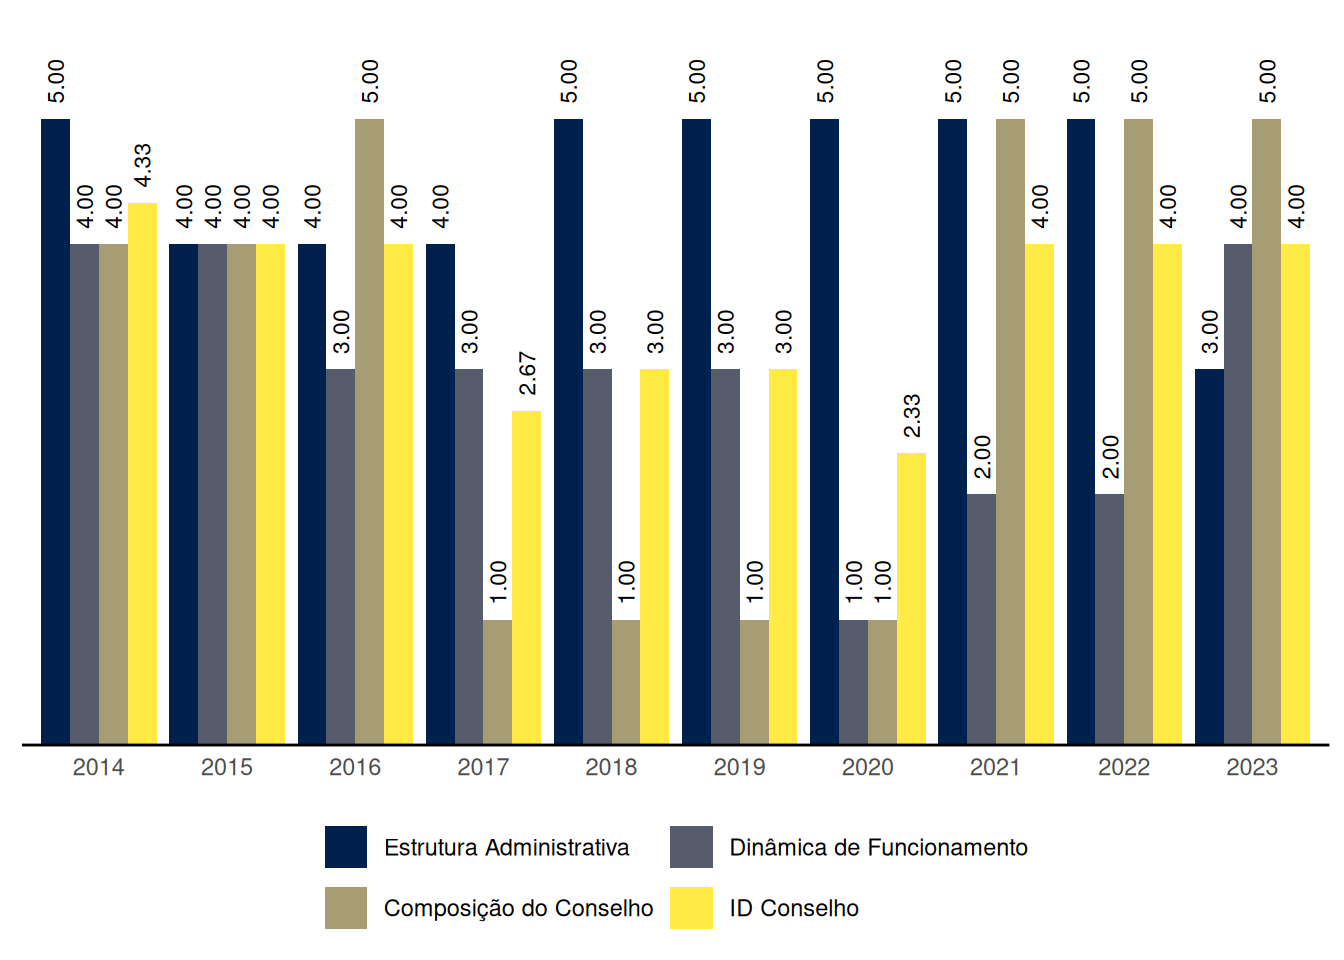 5.00 4.00 4.00 4.33 4.00 4.00 4.00 4.00 4.00 3.00 5.00 4.00 4.00 3.00 1.00 2.67 5.00 3.00 1.00 3.00 5.00 3.00 1.00 3.00 5.00 1.00 1.00 2.33 5.00 2.00 5.00 4.00 5.00 2.00 5.00 4.00 3.00 4.00 5.00 4.00
2014 2015 2016 2017 2018 2019 2020 2021 2022 2023
Estrutura Administrativa Dinâmica de Funcionamento
Composição do Conselho ID Conselho